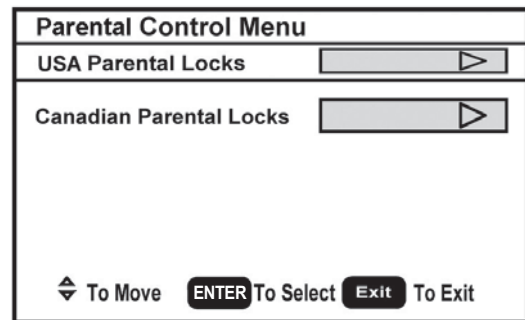 Parental Control Menu
USA Parental Locks
Canadian Parental Locks
To Move ENTER To Select Exit To Exit